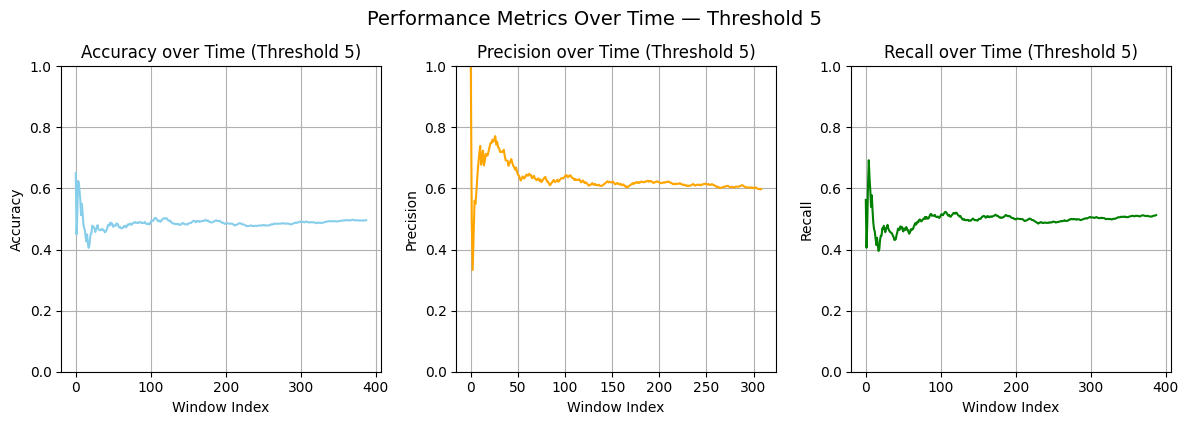 Performance Metrics Over Time — Threshold 5
Accuracy over Time (Threshold 5)
1.0
0.8
0.6
0.4
0.2
0.0
Accuracy
0 100 200 300 400
Window Index
Precision over Time (Threshold 5)
1.0
0.8
0.6
0.4
0.2
0.0
Precision
0 50 100 150 200 250 300
Window Index
Recall over Time (Threshold 5)
1.0
0.8
0.6
0.4
0.2
0.0
Recall
0 100 200 300 400
Window Index